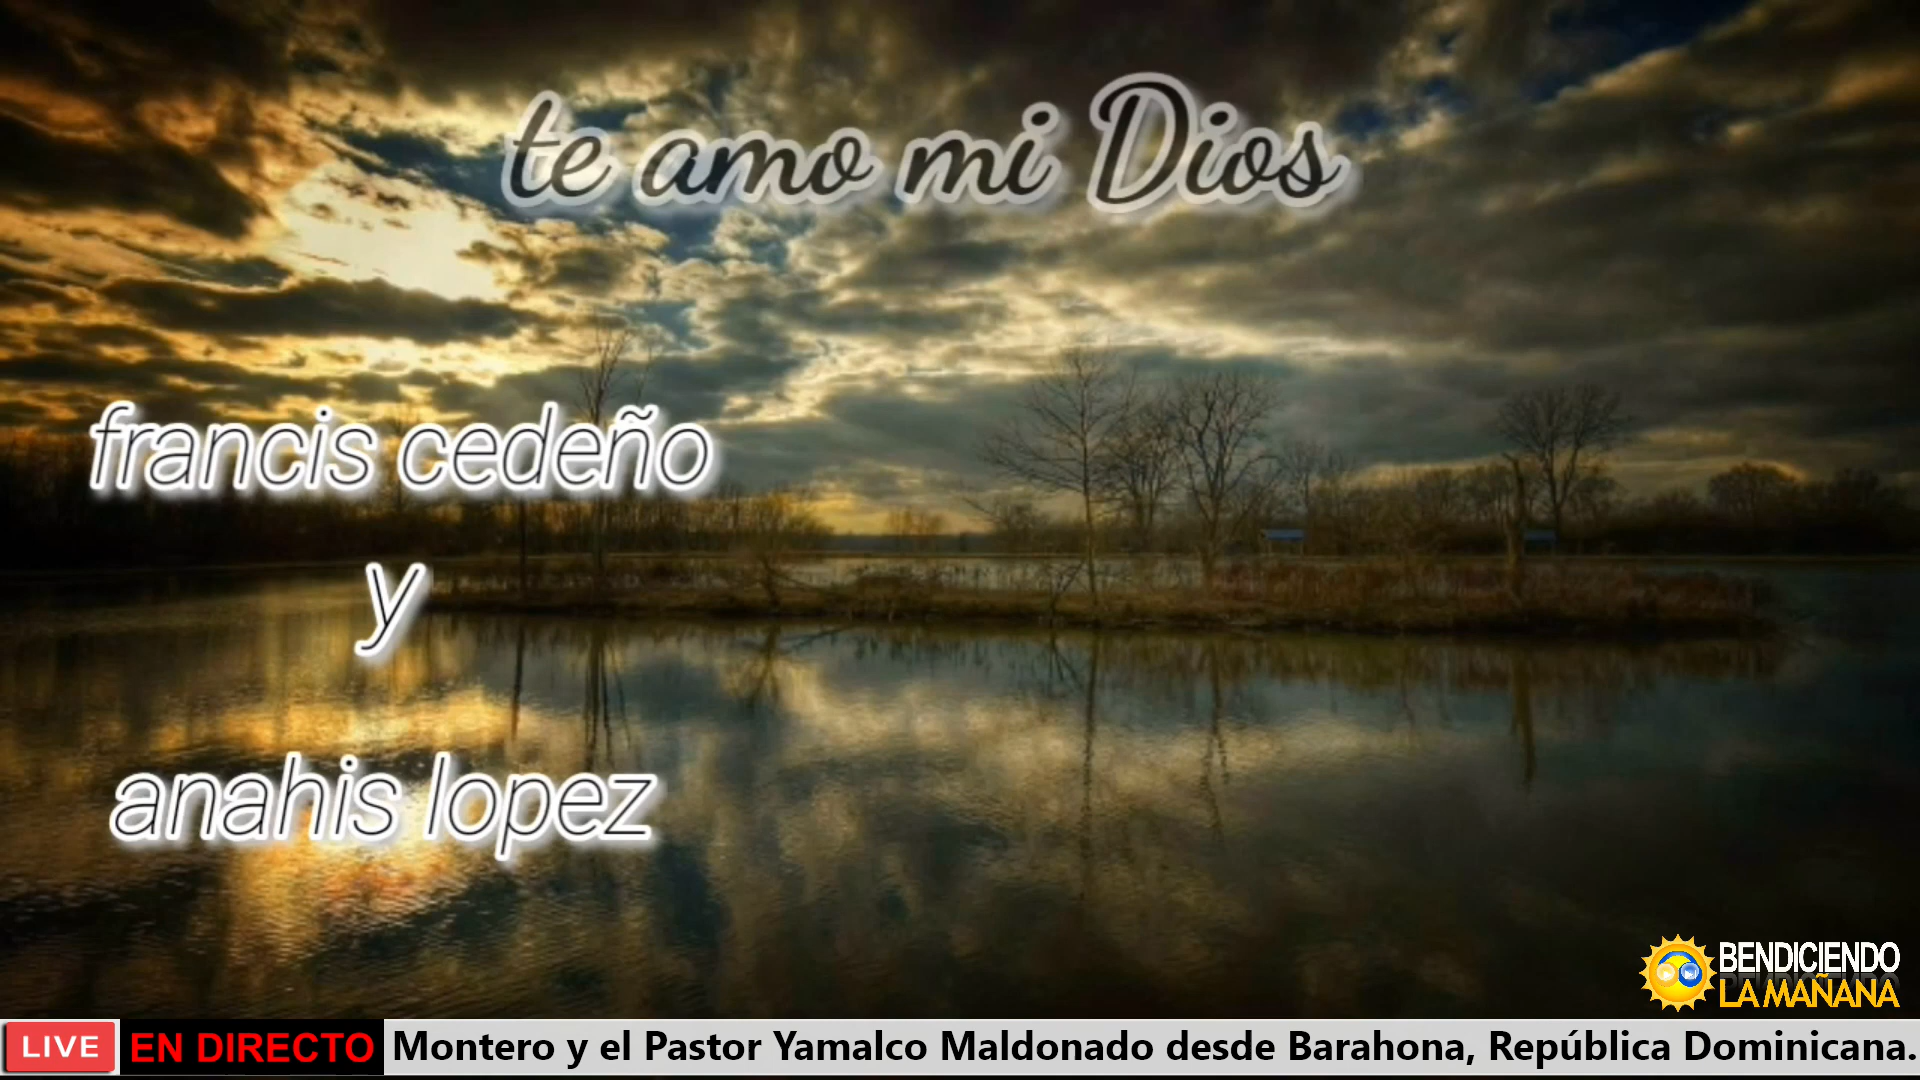 te amo mi Dios
francis cedeño
y
anahis lopez
BENDICIENDO
LA MAÑANA
LIVE EN DIRECTO Montero y el Pastor Yamalco Maldonado desde Barahona, República Dominicana.